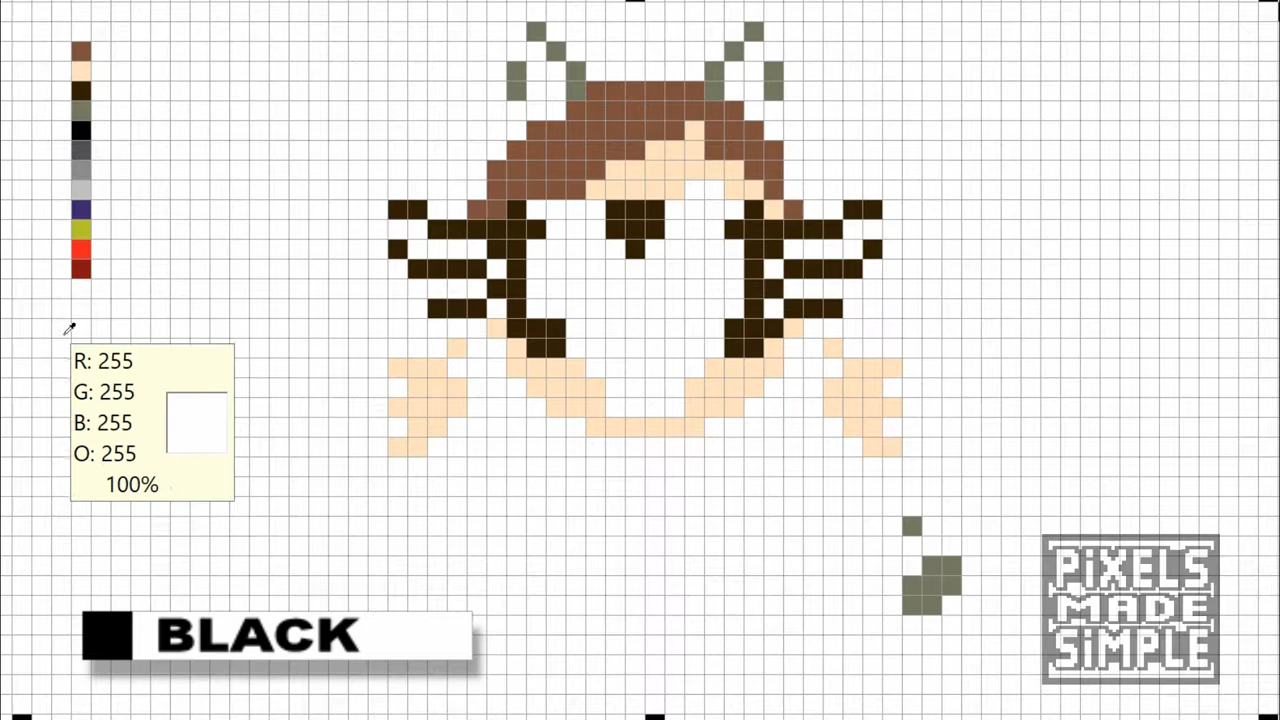 R: 255
G: 255
B: 255
O: 255
100%
BLACK
PiXELS
MADE
SiMPLE